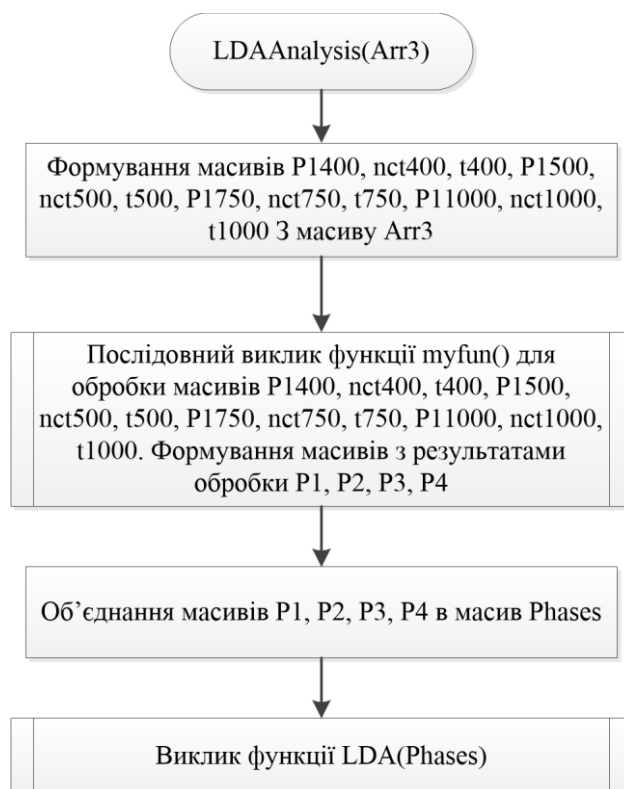 LDAAnalysis(Arr3)
Формування масивів P1400, nct400, t400, P1500,
nct500, t500, P1750, nct750, t750, P11000, nct1000,
t1000 З масиву Arr3
Послідовний виклик функції myfun() для
обробки масивів P1400, nct400, t400, P1500,
nct500, t500, P1750, nct750, t750, P11000, nct1000,
t1000. Формування масивів з результатами
обробки P1, P2, P3, P4
Об’єднання масивів P1, P2, P3, P4 в масив Phases
Виклик функції LDA(Phases)